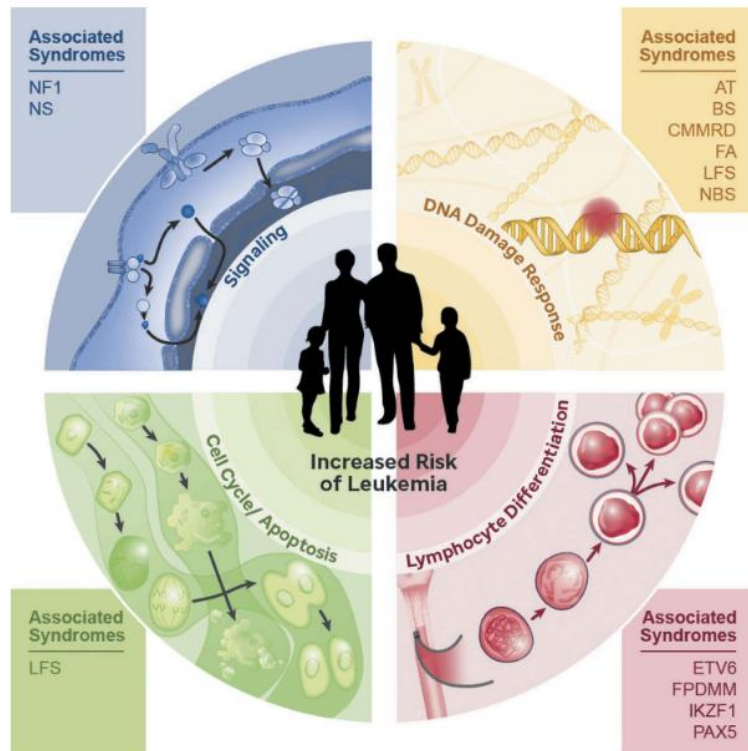 Associated
Syndromes
NF1
NS
Associated
Syndromes
AT
BS
CMMRD
FA
LFS
NBS
Signaling
DNA Damage Response
Increased Risk
of Leukemia
Cell Cycle/ Apoptosis
Lymphocyte Differentiation
Associated
Syndromes
LFS
Associated
Syndromes
ETV6
FPDMM
IKZF1
PAX5